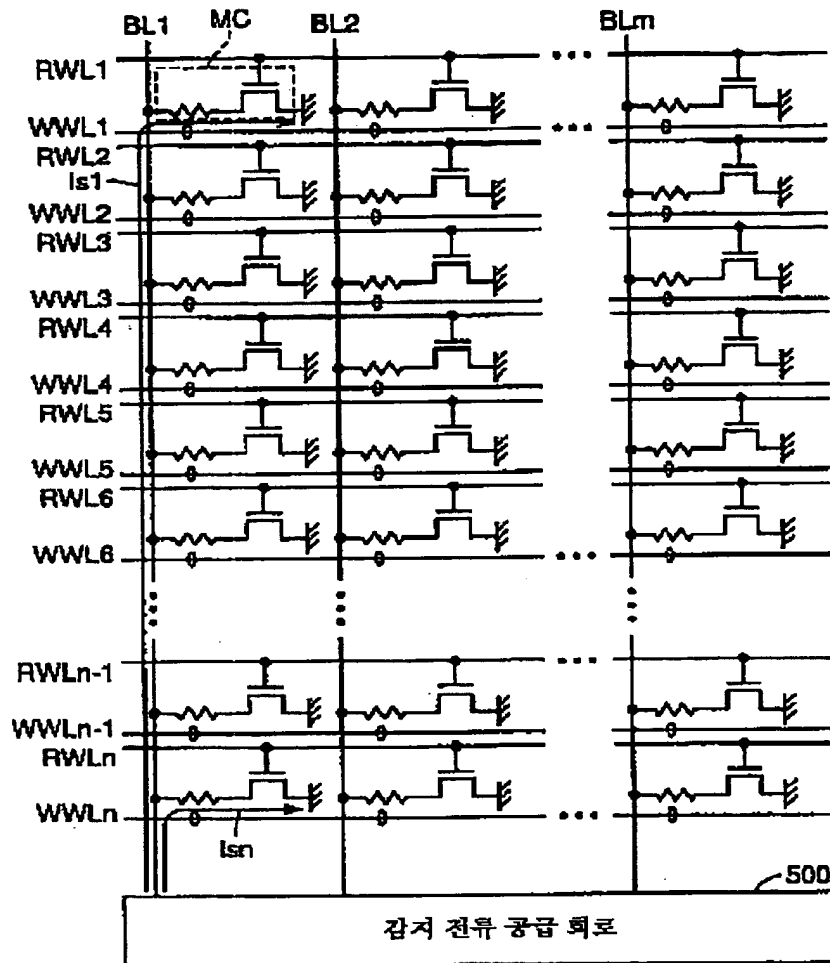 BL1 MC BL2 BLm
RWL1
WWL1
RWL2
Is1
WWL2
RWL3
WWL3
RWL4
WWL4
RWL5
WWL5
RWL6
WWL6
RWLn-1
WWLn-1
RWLn
WWLn
Isn
500
감지 전류 공급 회로